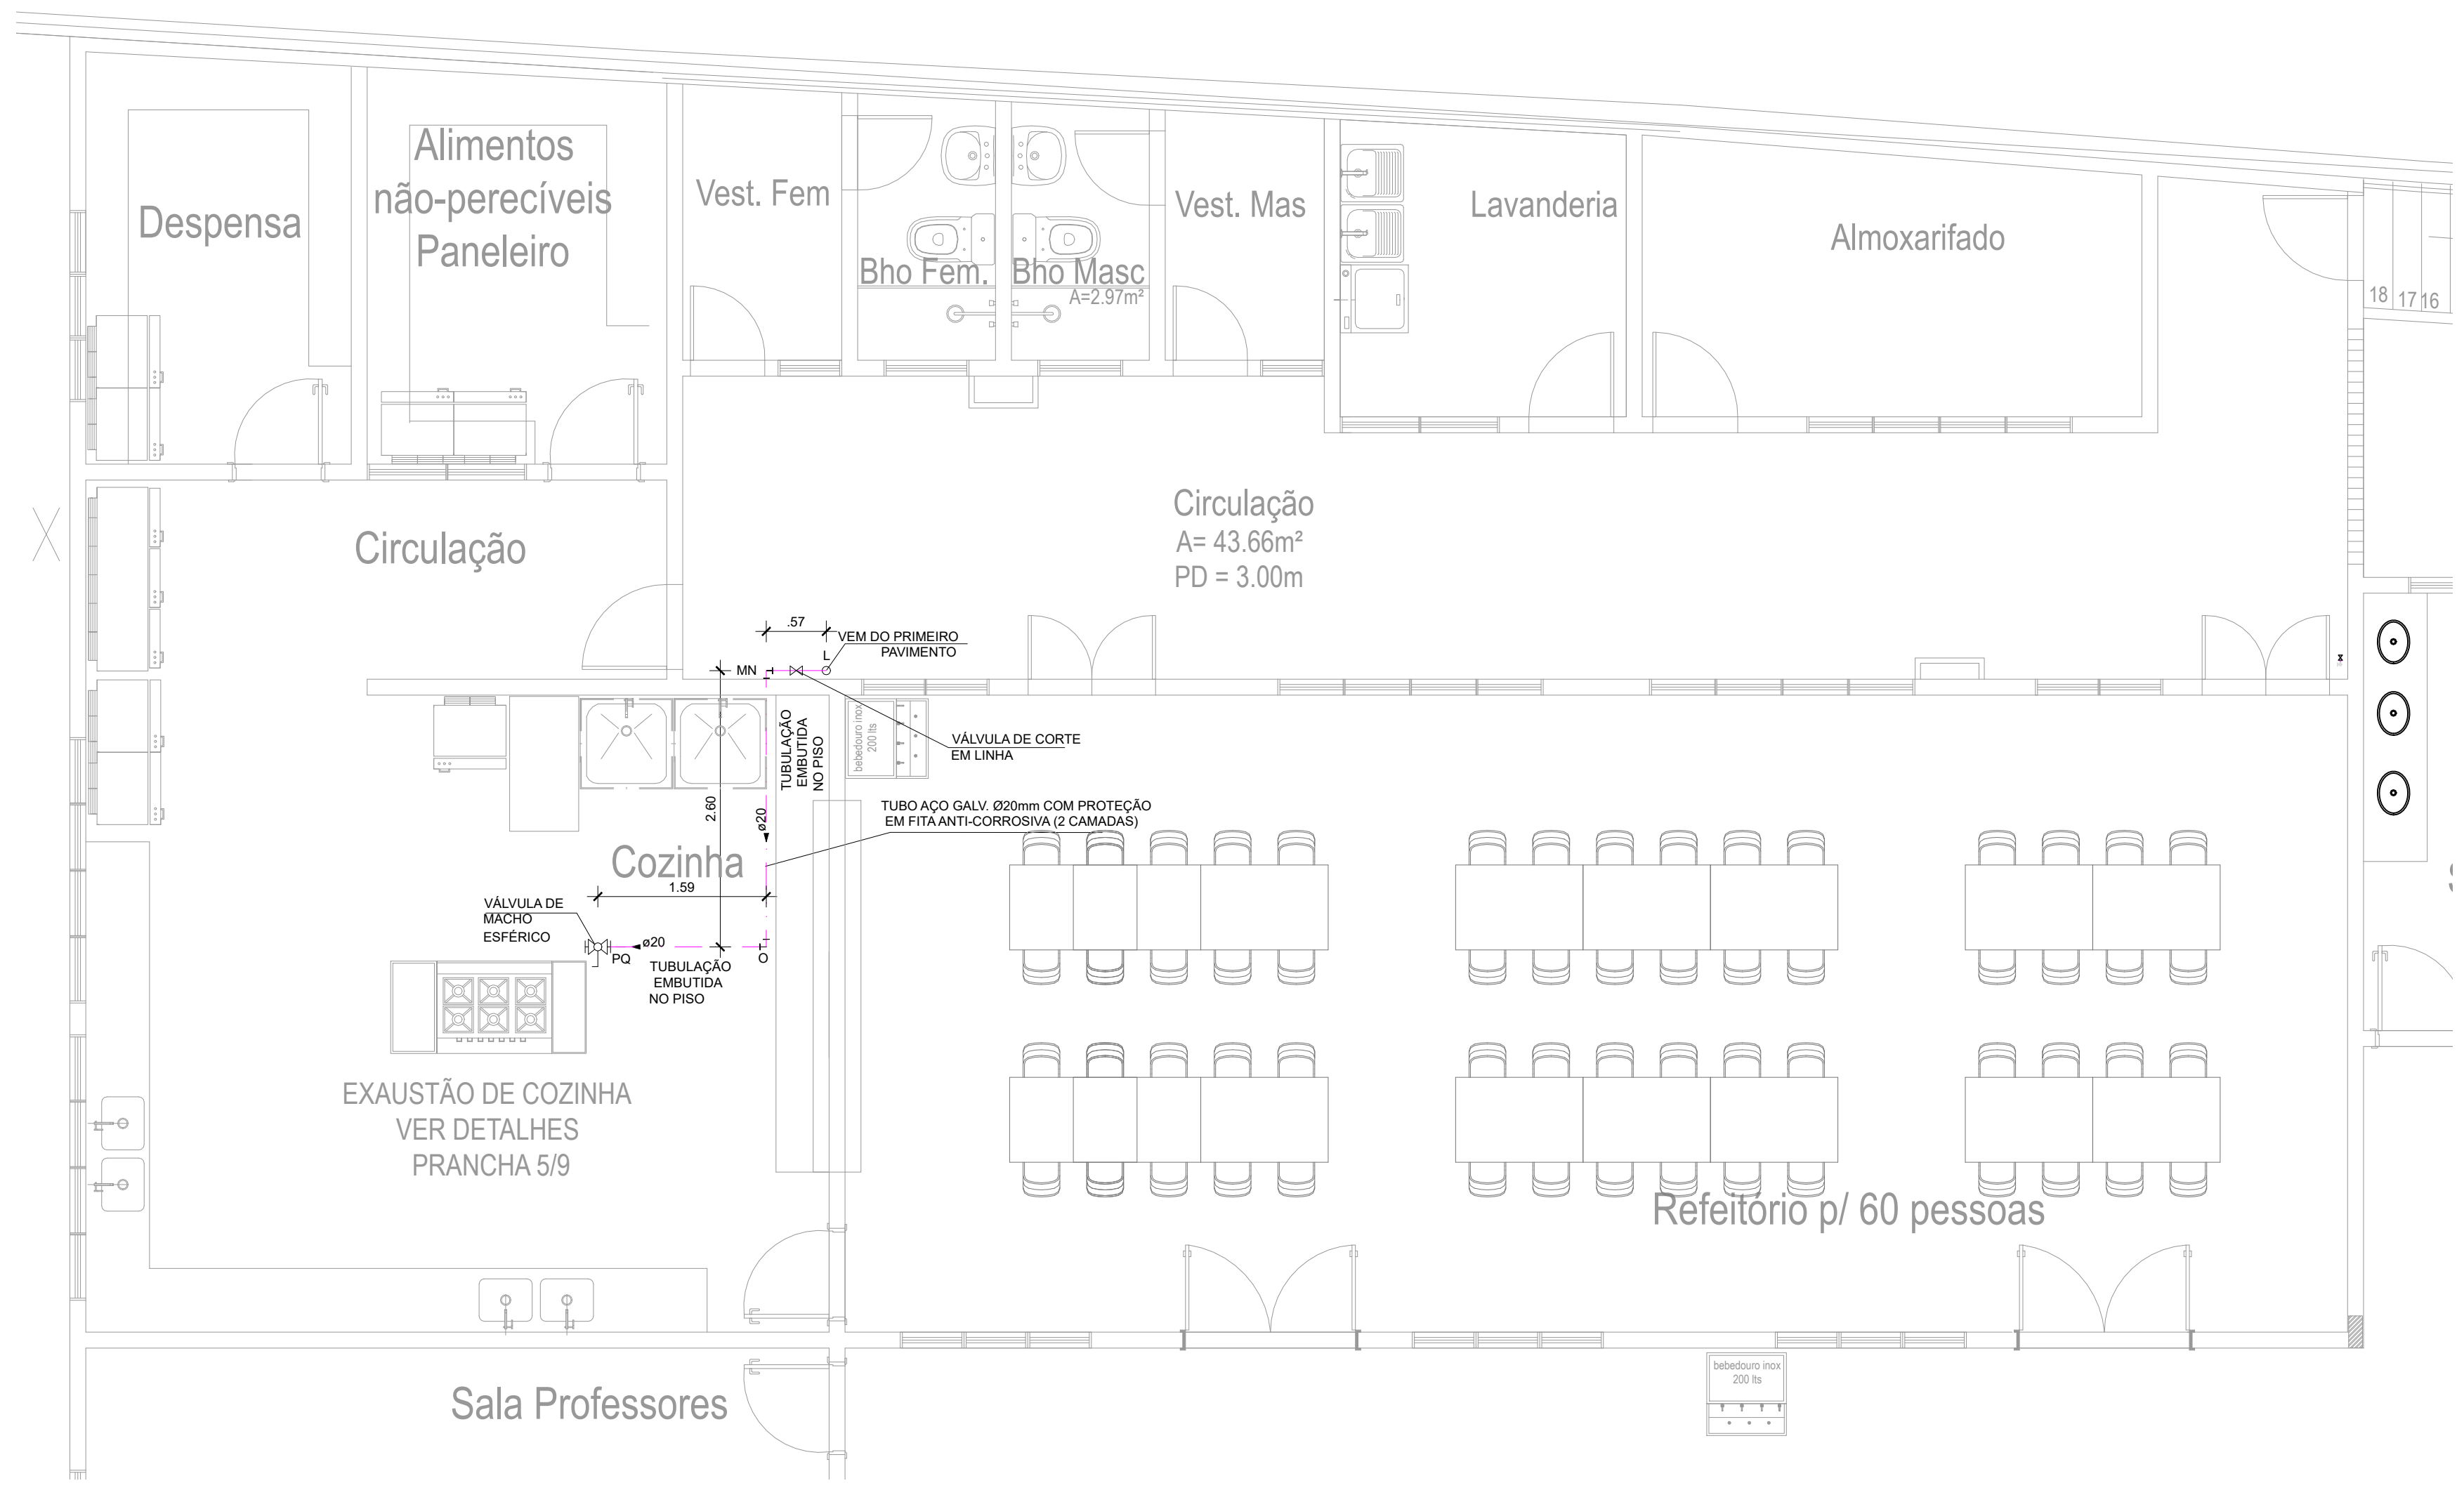 Despensa
Alimentos
não-perecíveis
Paneleiro
Vest. Fem
Bho Fem.
Bho Masc
A=2.97m²
Vest. Mas
Lavanderia
Almoxarifado
18
17
16
Circulação
Circulação
A= 43.66m²
PD = 3.00m
.57
VEM DO PRIMEIRO
PAVIMENTO
L
MN
TUBULAÇÃO
EMBUTIDA
NO PISO
bebedouro inox
200 lts
VÁLVULA DE CORTE
EM LINHA
2.60
ø20
TUBO AÇO GALV. Ø20mm COM PROTEÇÃO
EM FITA ANTI-CORROSIVA (2 CAMADAS)
Cozinha
1.59
VÁLVULA DE
MACHO
ESFÉRICO
ø20
PQ
O
TUBULAÇÃO
EMBUTIDA
NO PISO
EXAUSTÃO DE COZINHA
VER DETALHES
PRANCHA 5/9
Refeitório p/ 60 pessoas
bebedouro inox
200 lts
Sala Professores